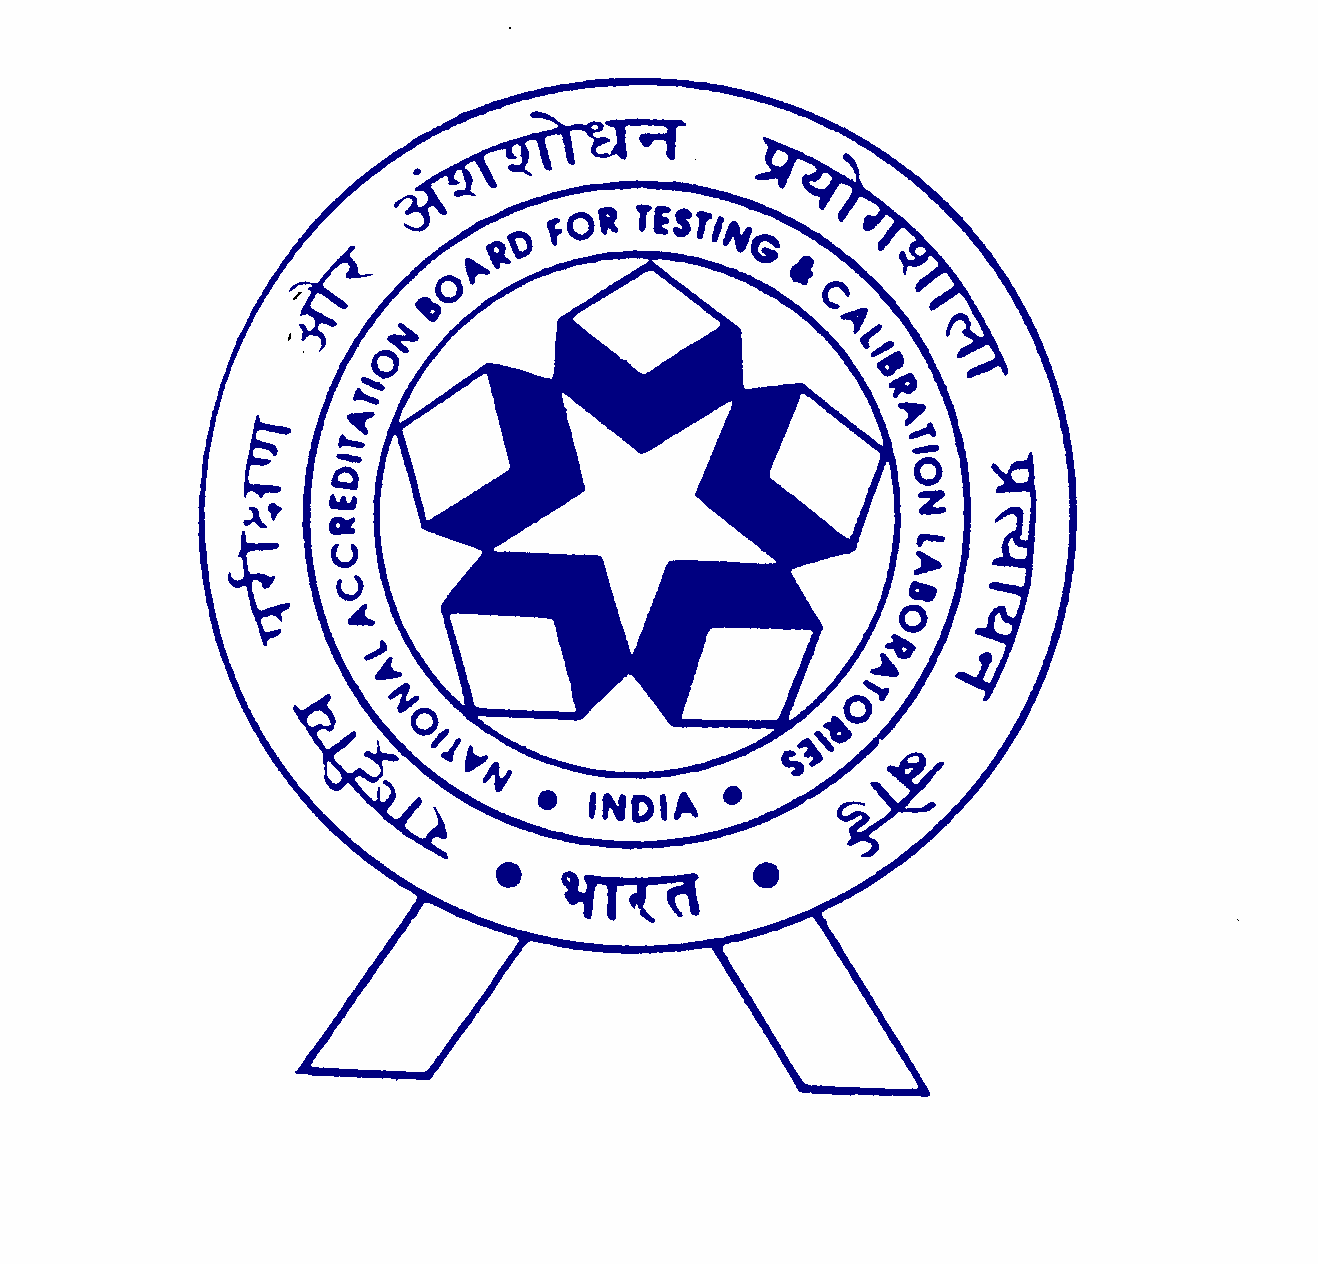 राष्ट्रीय परीक्षण और अंशशोधन प्रयोगशाला प्रत्यायन बोर्ड
• भारत •
NATIONAL ACCREDITATION BOARD FOR TESTING & CALIBRATION LABORATORIES
• INDIA •